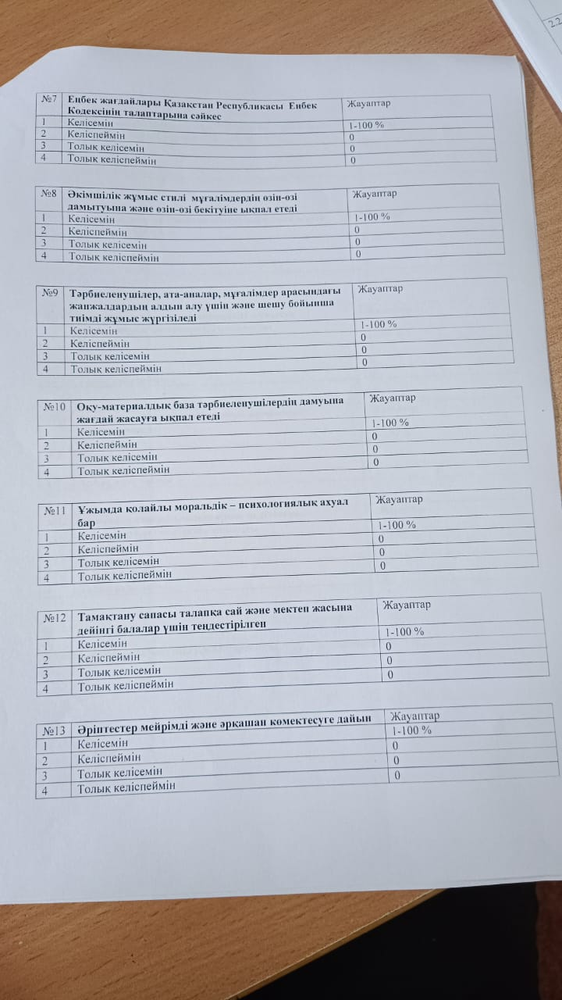 2.2
№7 Еңбек жағдайлары Қазақстан Республикасы Еңбек Жауаптар
Кодексінің талаптарына сәйкес
1 Келісемін 1-100 %
2 Келіспеймін 0
3 Толық келісемін 0
4 Толық келіспеймін 0
№8 Әкімшілік жұмыс стилі мұғалімдердің өзін-өзі Жауаптар
дамытуына және өзін-өзі бекітуіне ықпал етеді
1 Келісемін 1-100 %
2 Келіспеймін 0
3 Толық келісемін 0
4 Толық келіспеймін 0
№9 Тәрбиеленушілер, ата-аналар, мұғалімдер арасындағы Жауаптар
жанжалдардың алдын алу үшін және шешу бойынша
тиімді жұмыс жүргізіледі
1 Келісемін 1-100 %
2 Келіспеймін 0
3 Толық келісемін 0
4 Толық келіспеймін 0
№10 Оқу-материалдық база тәрбиеленушілердің дамуына Жауаптар
жағдай жасауға ықпал етеді
1 Келісемін 1-100 %
2 Келіспеймін 0
3 Толық келісемін 0
4 Толық келіспеймін 0
№11 Ұжымда қолайлы моральдік – психологиялық ахуал Жауаптар
бар
1 Келісемін 1-100 %
2 Келіспеймін 0
3 Толық келісемін 0
4 Толық келіспеймін 0
№12 Тамақтану сапасы талапқа сай және мектеп жасына Жауаптар
дейінгі балалар үшін теңдестірілген
1 Келісемін 1-100 %
2 Келіспеймін 0
3 Толық келісемін 0
4 Толық келіспеймін 0
№13 Әріптестер мейрімді және әрқашан көмектесуге дайын Жауаптар
1 Келісемін 1-100 %
2 Келіспеймін 0
3 Толық келісемін 0
4 Толық келіспеймін 0